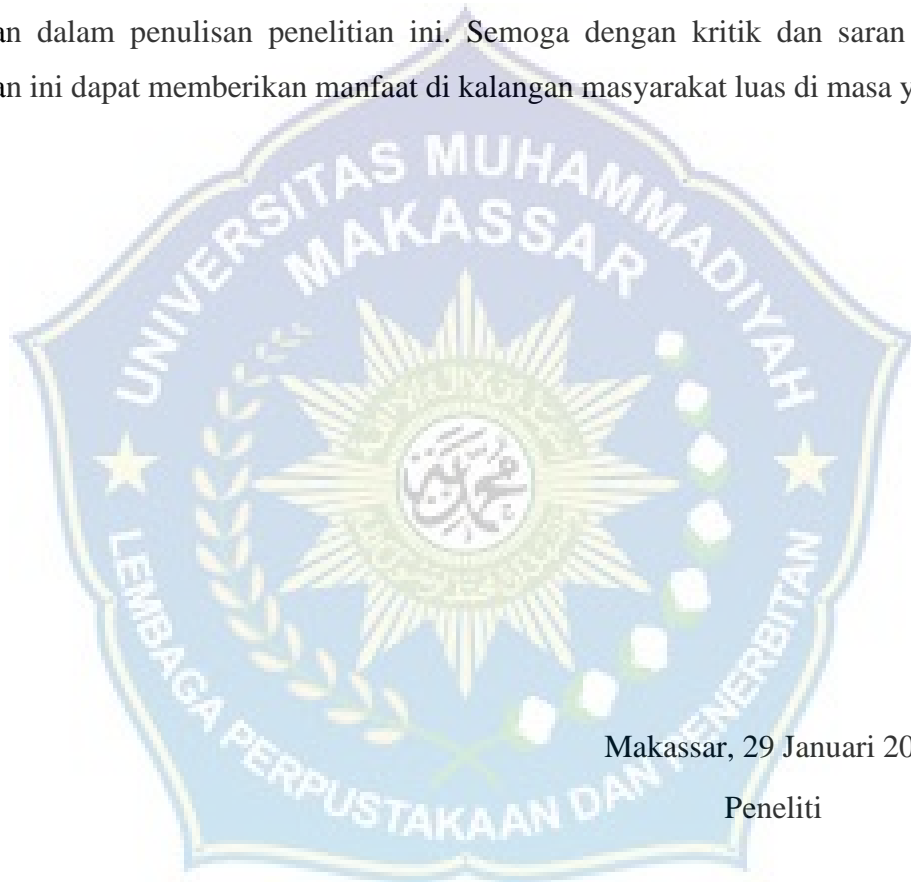 an dalam penulisan penelitian ini. Semoga dengan kritik dan saran
an ini dapat memberikan manfaat di kalangan masyarakat luas di masa y
UNIVERSITAS MUHAMMADIYAH
MAKASSAR
محمدية
LEMBAGA PERPUSTAKAAN DAN PENERBITAN
Makassar, 29 Januari 20
Peneliti